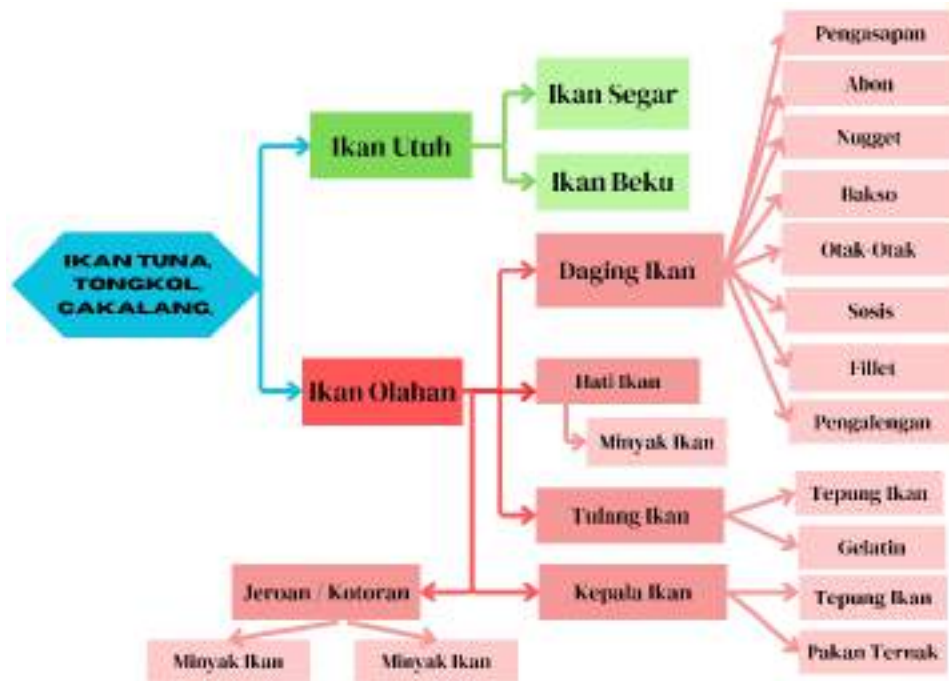 IKAN TUNA,
TONGKOL,
CAKALANG,
Ikan Utuh
Ikan Segar
Ikan Beku
Ikan Olahan
Daging Ikan
Pengasapan
Abon
Nugget
Bakso
Otak-Otak
Sosis
Fillet
Pengalengan
Hati Ikan
Minyak Ikan
Tulang Ikan
Tepung Ikan
Gelatin
Kepala Ikan
Tepung Ikan
Pakan Ternak
Jeroan / Kotoran
Minyak Ikan
Minyak Ikan